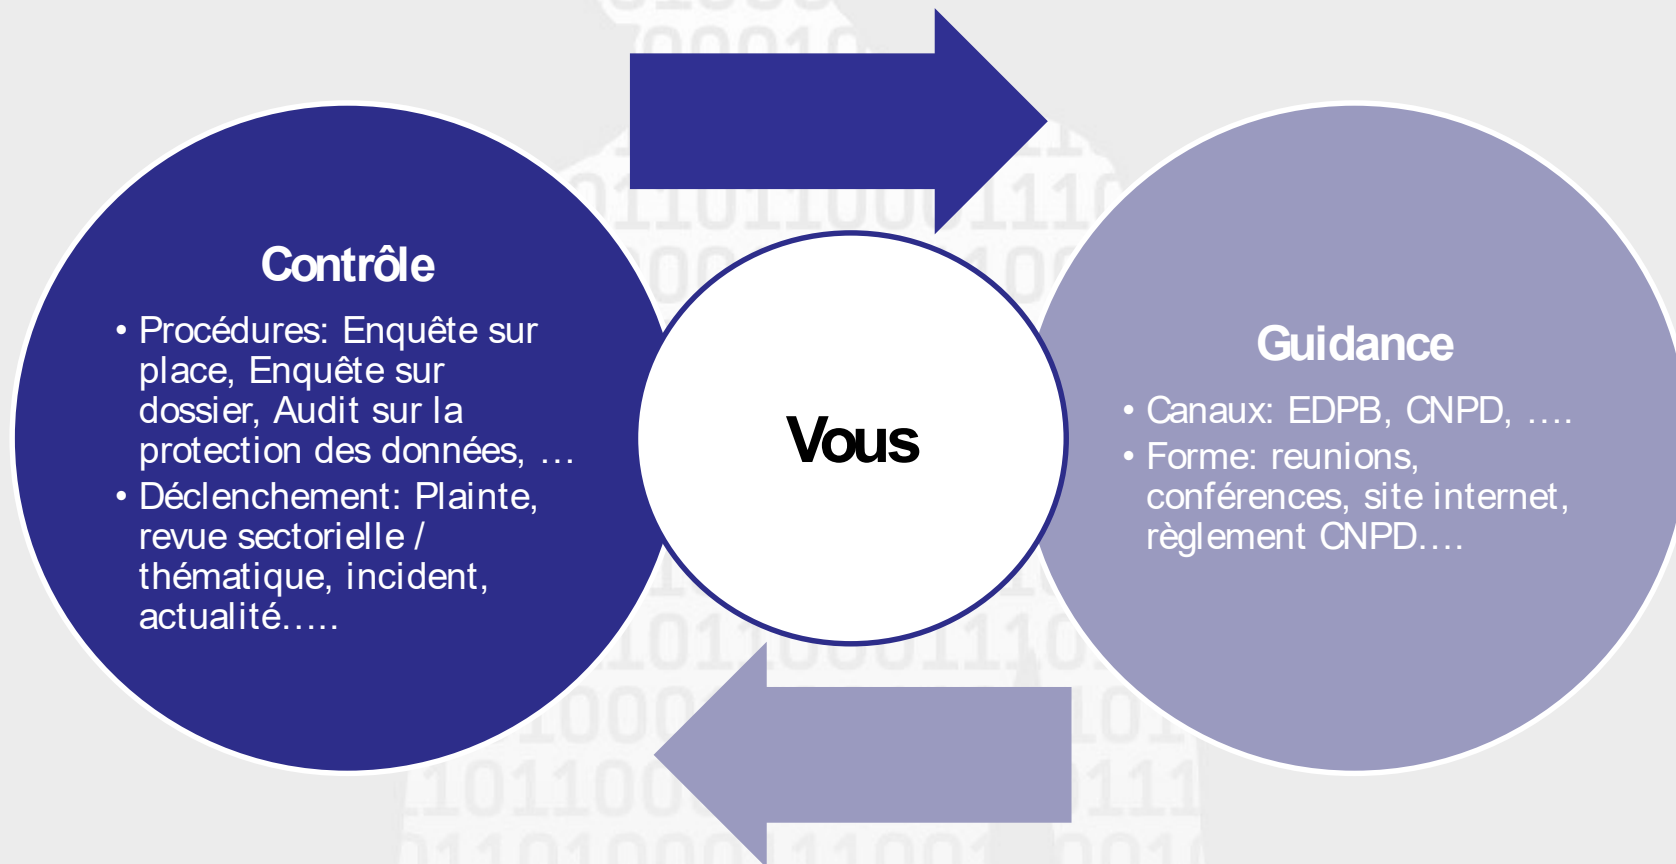 Contrôle
• Procédures: Enquête sur
place, Enquête sur
dossier, Audit sur la
protection des données, …
• Déclenchement: Plainte,
revue sectorielle /
thématique, incident,
actualité…..
Vous
Guidance
• Canaux: EDPB, CNPD, ….
• Forme: reunions,
conférences, site internet,
règlement CNPD….